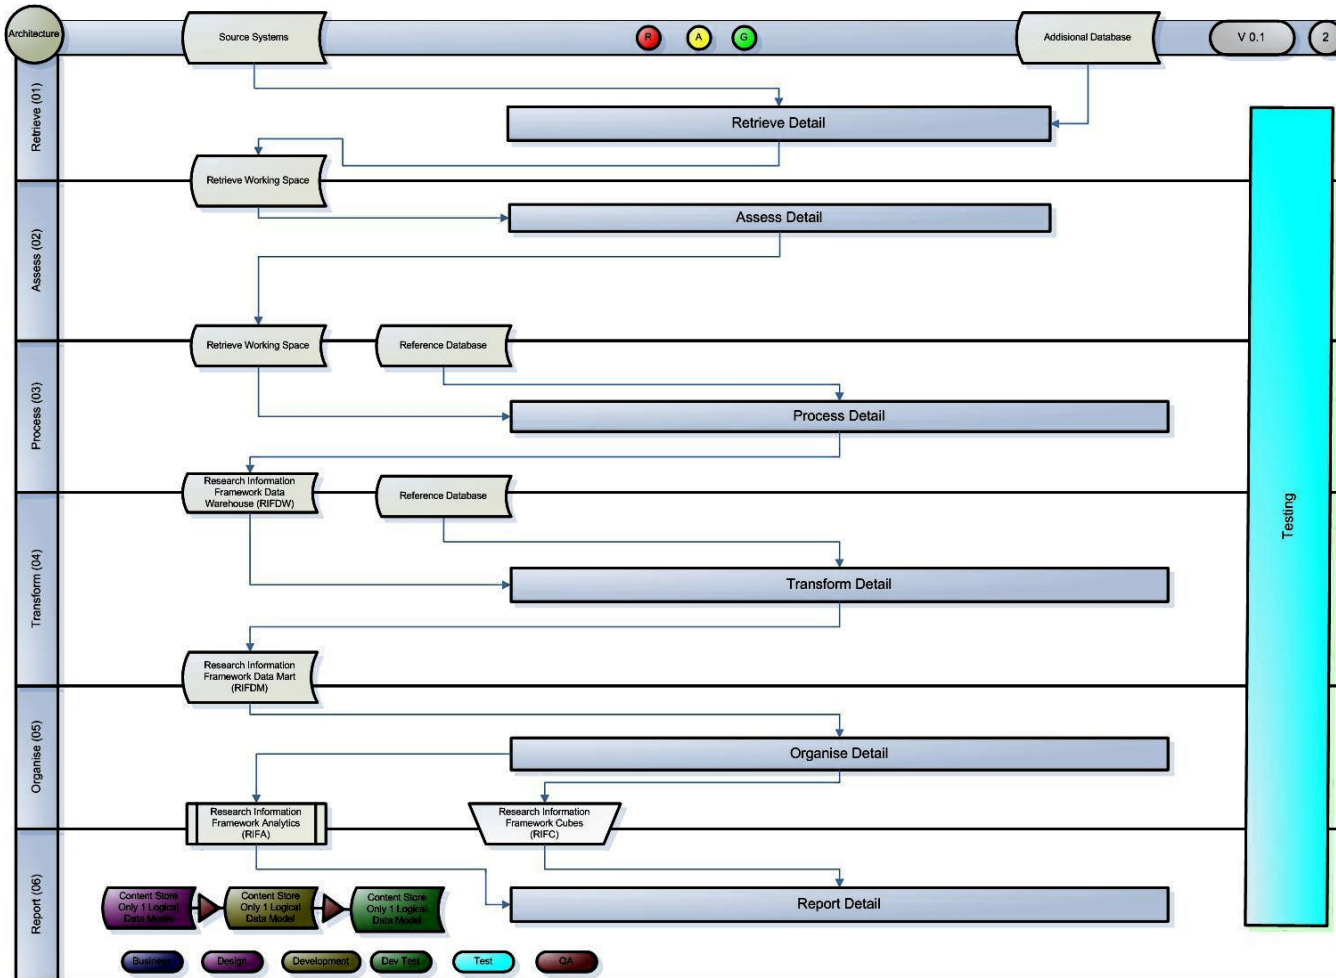 Architecture
Source Systems
R
A
G
Addisional Database
V 0.1
2
Retrieve (01)
Retrieve Detail
Retrieve Working Space
Assess (02)
Assess Detail
Retrieve Working Space
Reference Database
Process (03)
Process Detail
Research Information
Framework Data
Warehouse (RIFDW)
Reference Database
Transform (04)
Transform Detail
Research Information
Framework Data Mart
(RIFDM)
Organise (05)
Organise Detail
Research Information
Framework Analytics
(RIFA)
Research Information
Framework Cubes
(RIFC)
Report (06)
Report Detail
Content Store
Only 1 Logical
Data Model
Content Store
Only 1 Logical
Data Model
Content Store
Only 1 Logical
Data Model
Business
Design
Development
Dev Test
Test
QA
Testing